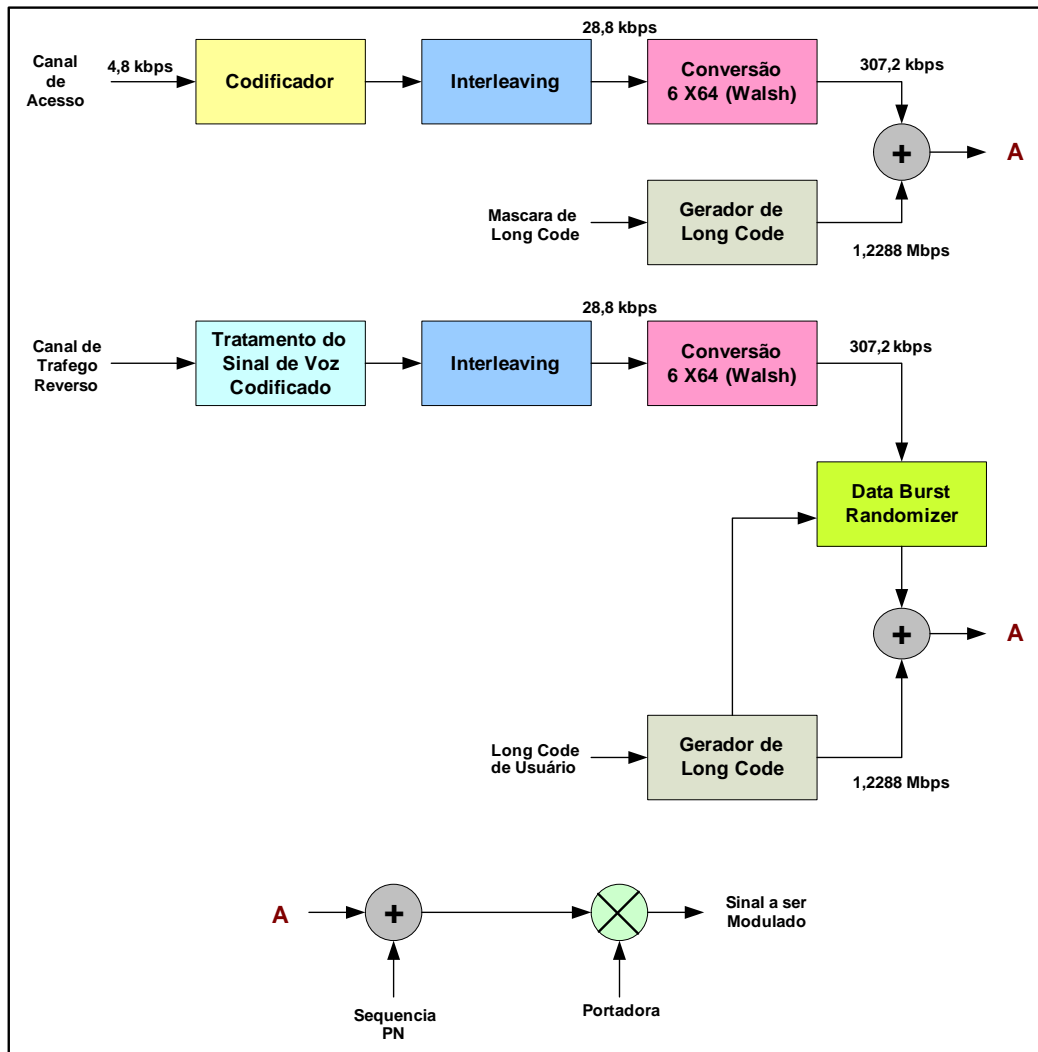 Canal
de
Acesso
4,8 kbps
Codificador
Interleaving
28,8 kbps
Conversão
6 X64 (Walsh)
307,2 kbps
+
A
Mascara de
Long Code
Gerador de
Long Code
1,2288 Mbps
Canal de
Trafego
Reverso
Tratamento do
Sinal de Voz
Codificado
Interleaving
28,8 kbps
Conversão
6 X64 (Walsh)
307,2 kbps
Data Burst
Randomizer
+
A
Long Code
de Usuário
Gerador de
Long Code
1,2288 Mbps
A
+
Sinal a ser
Modulado
Sequencia
PN
Portadora